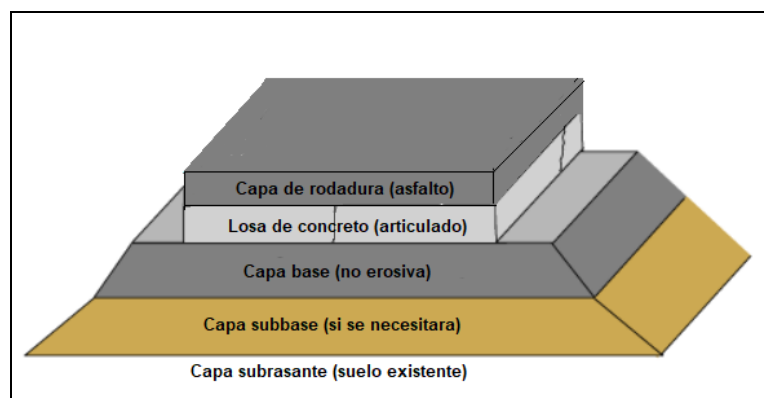 Capa de rodadura (asfalto)
Losa de concreto (articulado)
Capa base (no erosiva)
Capa subbase (si se necesitara)
Capa subrasante (suelo existente)